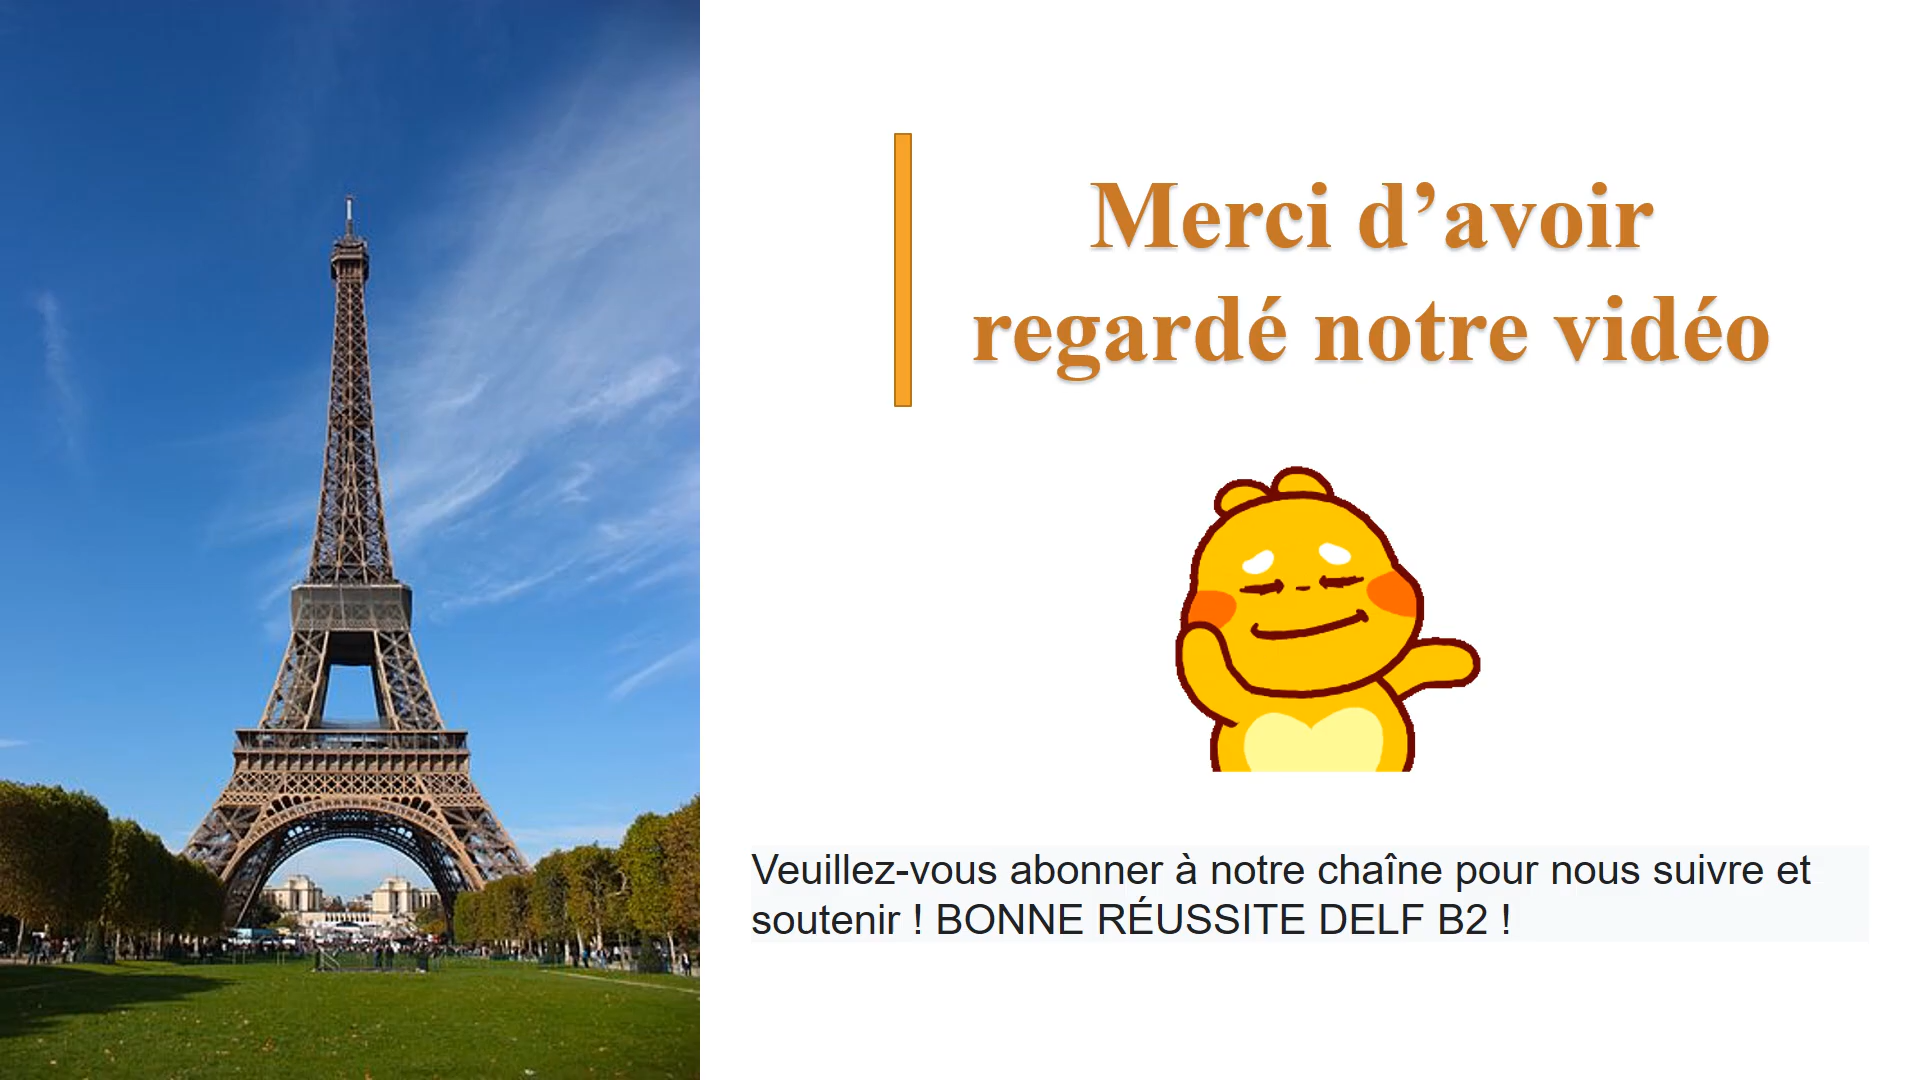 Merci d’avoir
regardé notre vidéo
Veuillez-vous abonner à notre chaîne pour nous suivre et
soutenir ! BONNE RÉUSSITE DELF B2 !